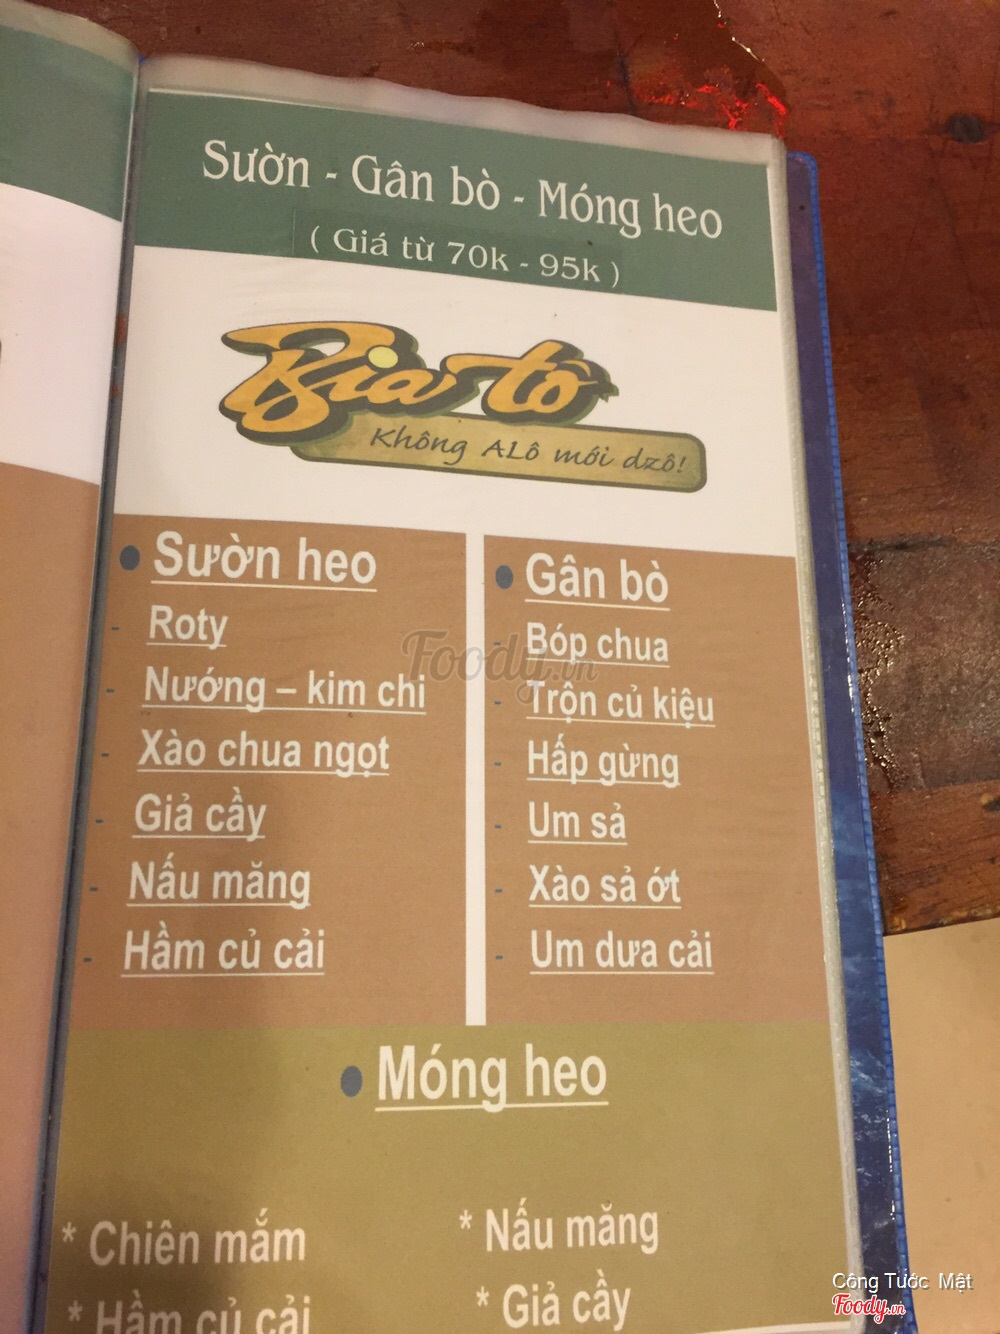 Sườn - Gân bò - Móng heo
( Giá từ 70k - 95k )
Bia tô
Không ALô mới dzô!
Sườn heo
- Roty
- Nướng – kim chi
- Xào chua ngọt
- Giả cầy
- Nấu măng
- Hầm củ cải
Gân bò
- Bóp chua
- Trộn củ kiệu
- Hấp gừng
- Um sả
- Xào sả ớt
- Um dưa cải
Móng heo
* Chiên mắm
* Hầm củ cải
* Nấu măng
* Giả cầy
Foody.vn
Công Tước Mật
Foody.vn